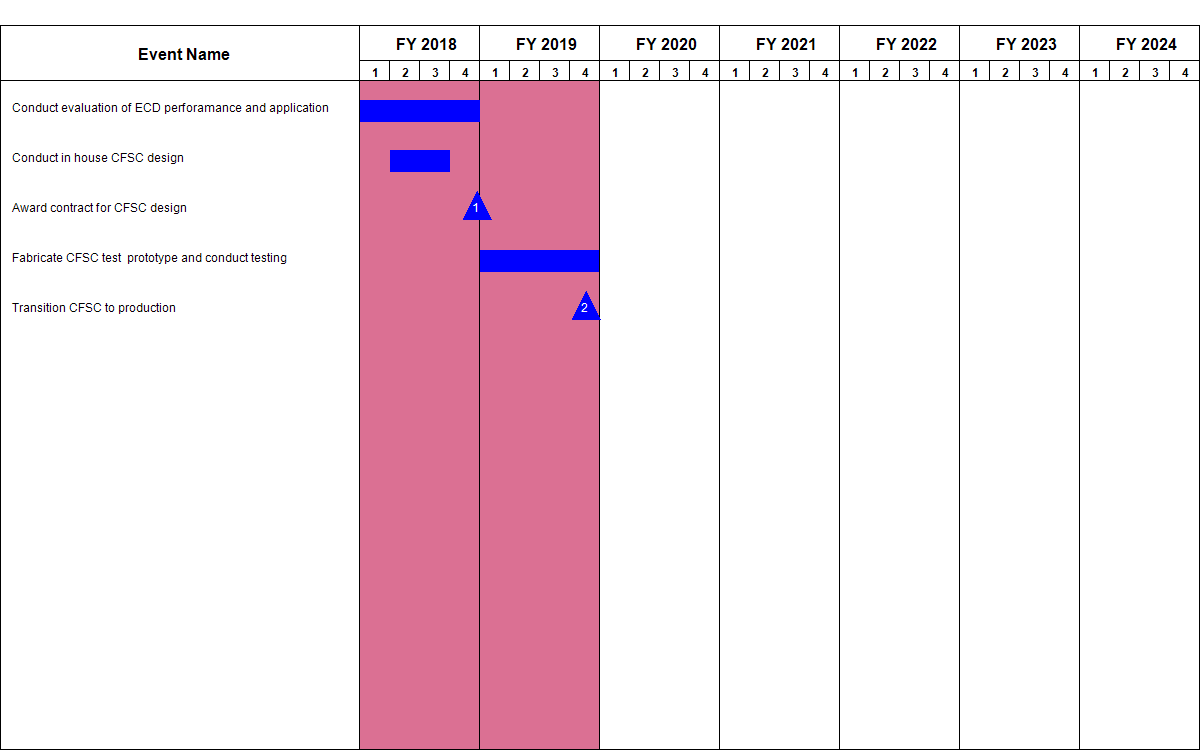 Event Name
FY 2018 FY 2019 FY 2020 FY 2021 FY 2022 FY 2023 FY 2024
1 2 3 4 1 2 3 4 1 2 3 4 1 2 3 4 1 2 3 4 1 2 3 4 1 2 3 4
Conduct evaluation of ECD perforamance and application
Conduct in house CFSC design
Award contract for CFSC design
1
Fabricate CFSC test  prototype and conduct testing
Transition CFSC to production
2